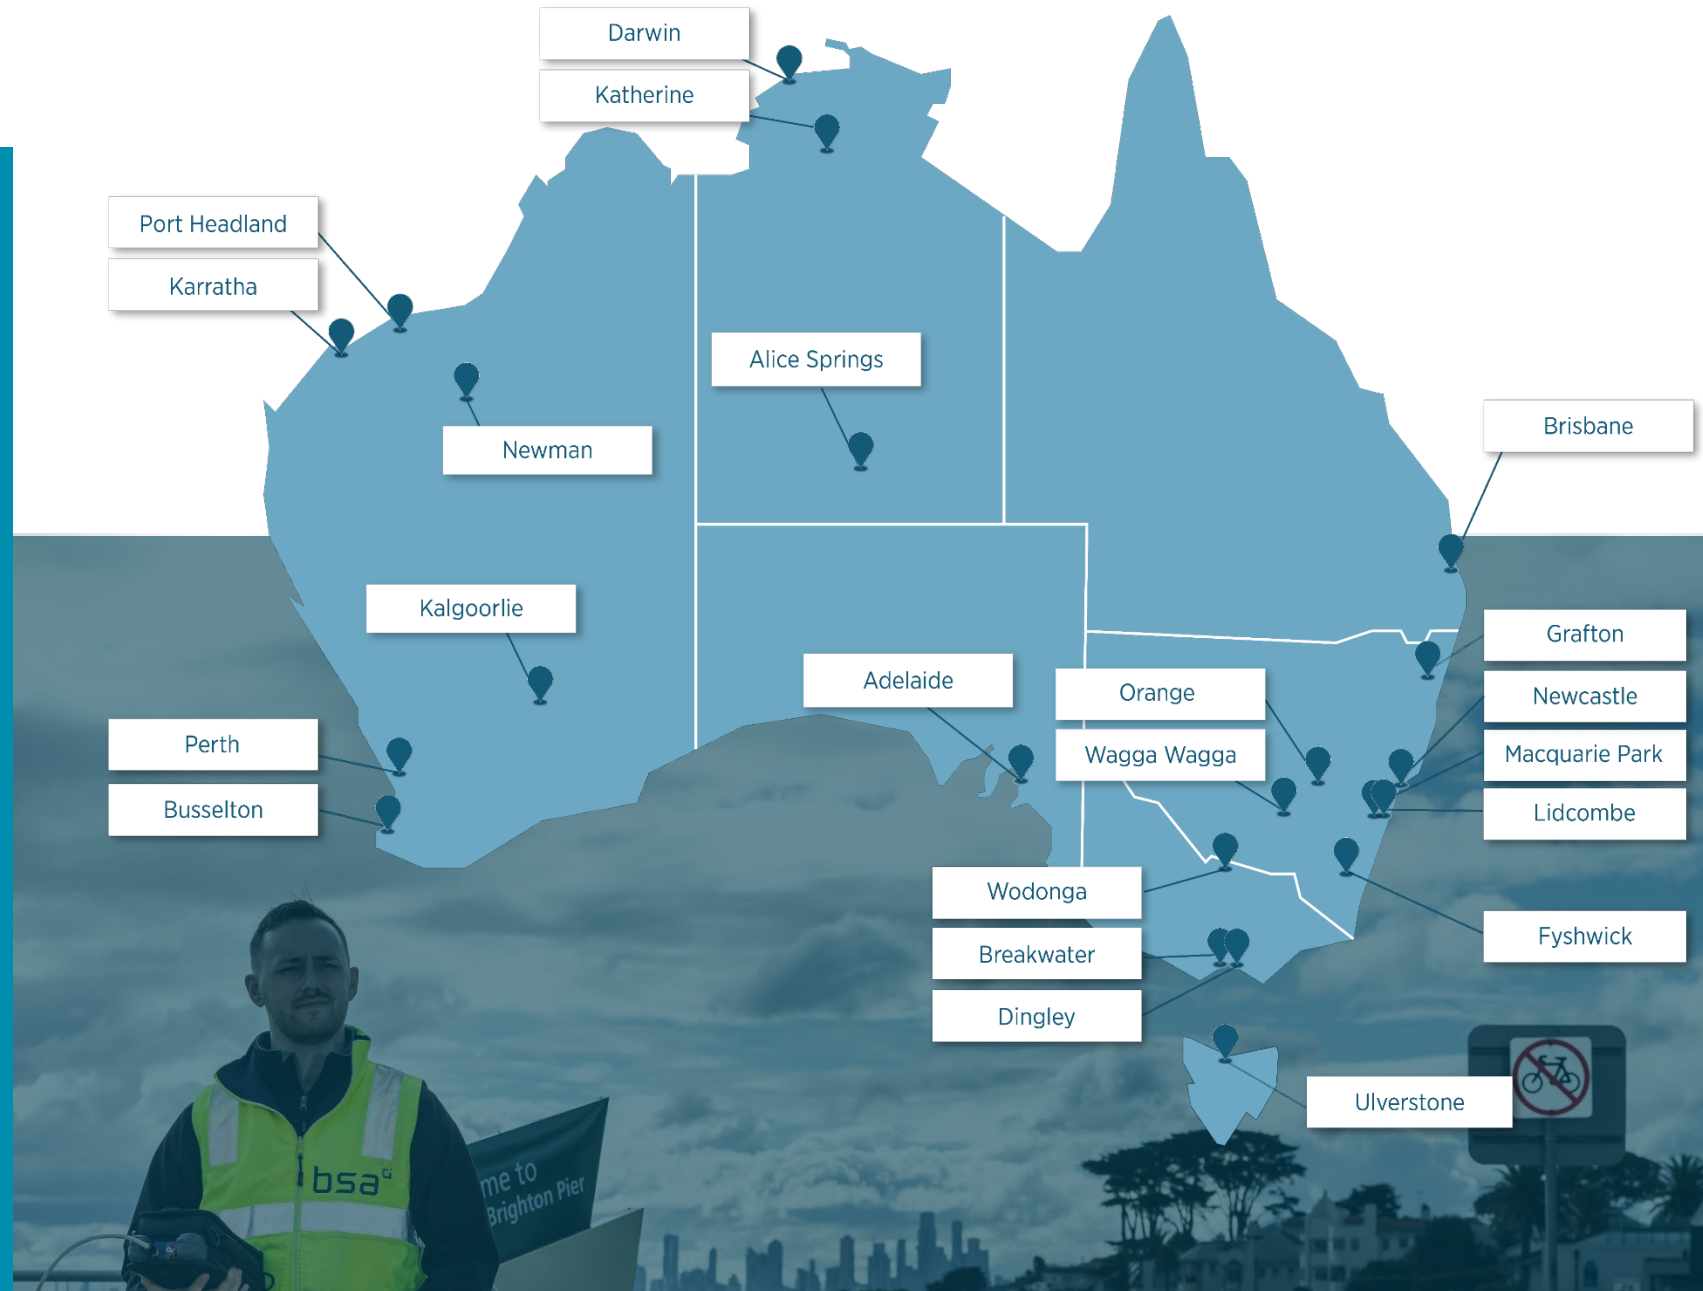 Darwin
Katherine
Port Headland
Karratha
Alice Springs
Newman
Brisbane
Kalgoorlie
Grafton
Adelaide
Orange
Newcastle
Perth
Wagga Wagga
Macquarie Park
Busselton
Lidcombe
Wodonga
Fyshwick
Breakwater
Dingley
Ulverstone
bsa
me to
Brighton Pier